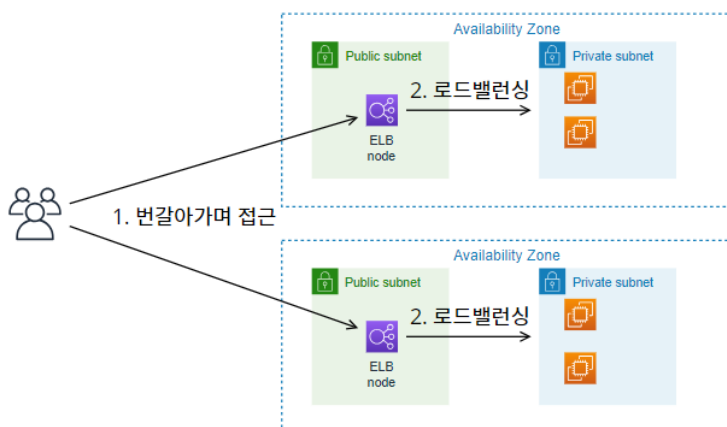 Availability Zone
Public subnet
Private subnet
2. 로드밸런싱
ELB
node
1. 번갈아가며 접근
Availability Zone
Public subnet
Private subnet
2. 로드밸런싱
ELB
node